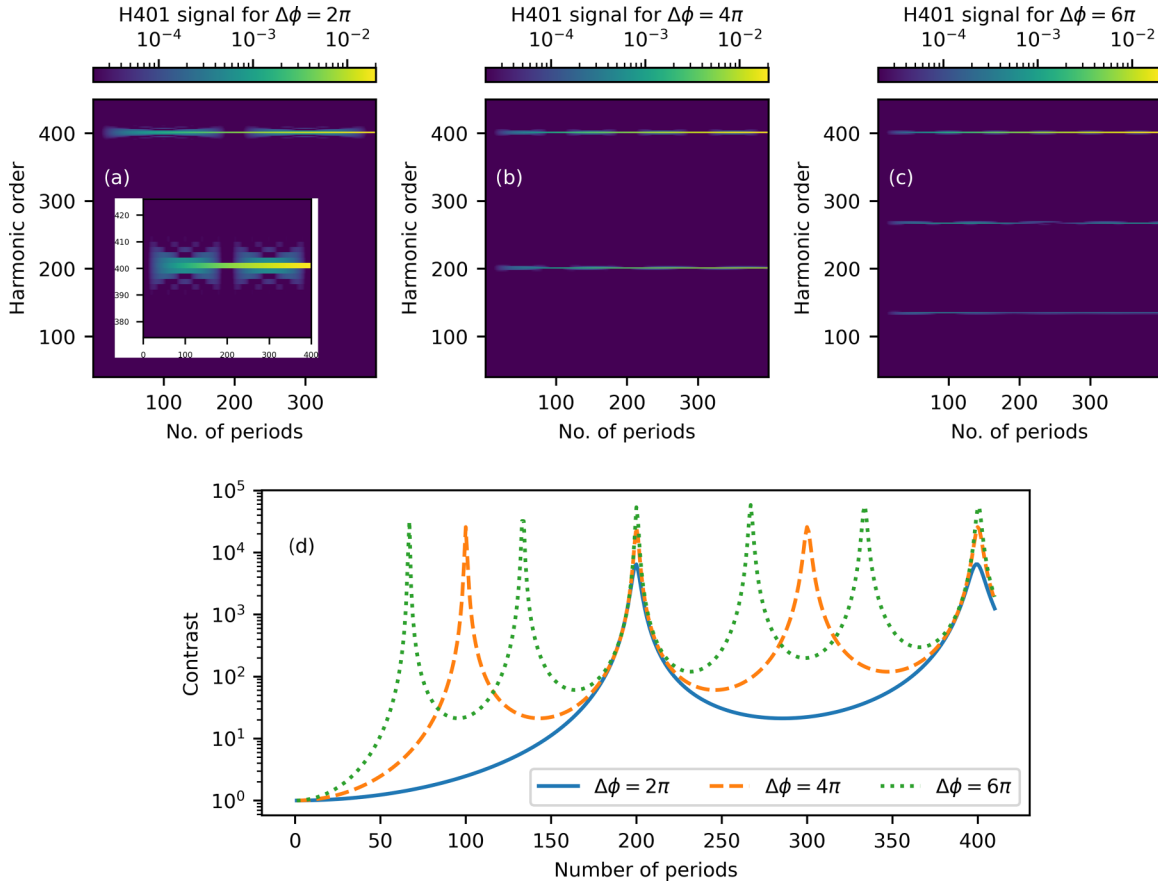 H401 signal for Δϕ = 2π
10⁻⁴ 10⁻³ 10⁻²
400
300
200
100
Harmonic order
(a)
420
410
400
390
380
0 100 200 300 400
100 200 300
No. of periods
H401 signal for Δϕ = 4π
10⁻⁴ 10⁻³ 10⁻²
400
300
200
100
Harmonic order
(b)
100 200 300
No. of periods
H401 signal for Δϕ = 6π
10⁻⁴ 10⁻³ 10⁻²
400
300
200
100
Harmonic order
(c)
100 200 300
No. of periods
10⁵
10⁴
10³
10²
10¹
10⁰
Contrast
(d)
Δϕ = 2π Δϕ = 4π Δϕ = 6π
0 50 100 150 200 250 300 350 400
Number of periods